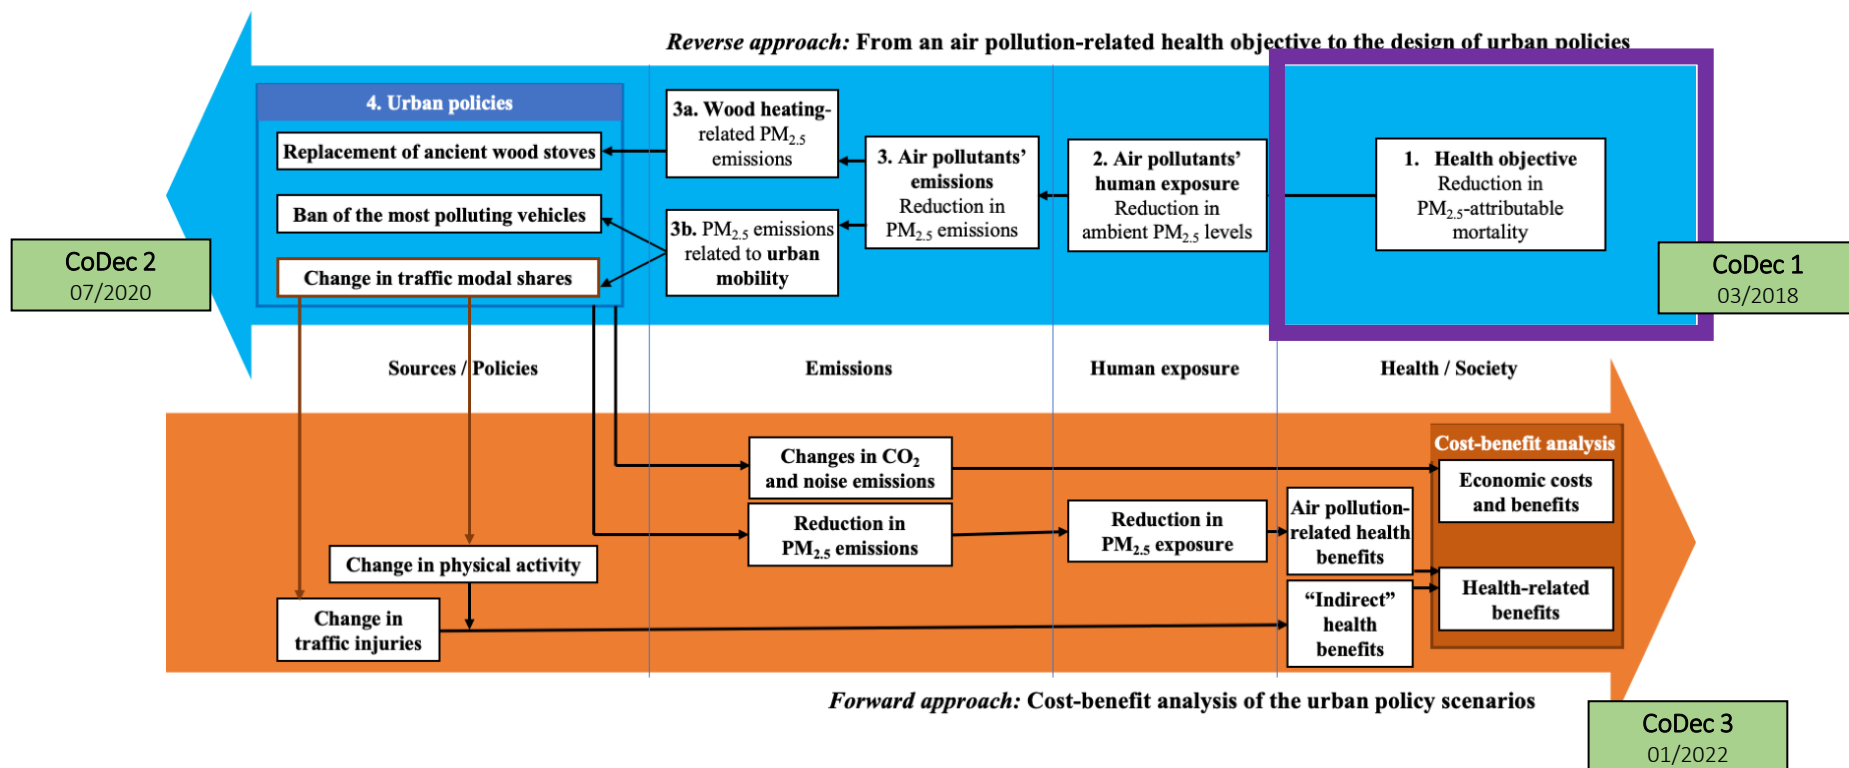 Reverse approach: From an air pollution-related health objective to the design of urban policies
4. Urban policies
Replacement of ancient wood stoves
Ban of the most polluting vehicles
Change in traffic modal shares
3a. Wood heating-
related PM2.5
emissions
3b. PM2.5 emissions
related to urban
mobility
3. Air pollutants’
emissions
Reduction in
PM2.5 emissions
2. Air pollutants’
human exposure
Reduction in
ambient PM2.5 levels
1. Health objective
Reduction in
PM2.5-attributable
mortality
CoDec 2
07/2020
CoDec 1
03/2018
Sources / Policies
Emissions
Human exposure
Health / Society
Changes in CO2
and noise emissions
Reduction in
PM2.5 emissions
Reduction in
PM2.5 exposure
Change in physical activity
Change in
traffic injuries
Air pollution-
related health
benefits
“Indirect”
health
benefits
Cost-benefit analysis
Economic costs
and benefits
Health-related
benefits
Forward approach: Cost-benefit analysis of the urban policy scenarios
CoDec 3
01/2022